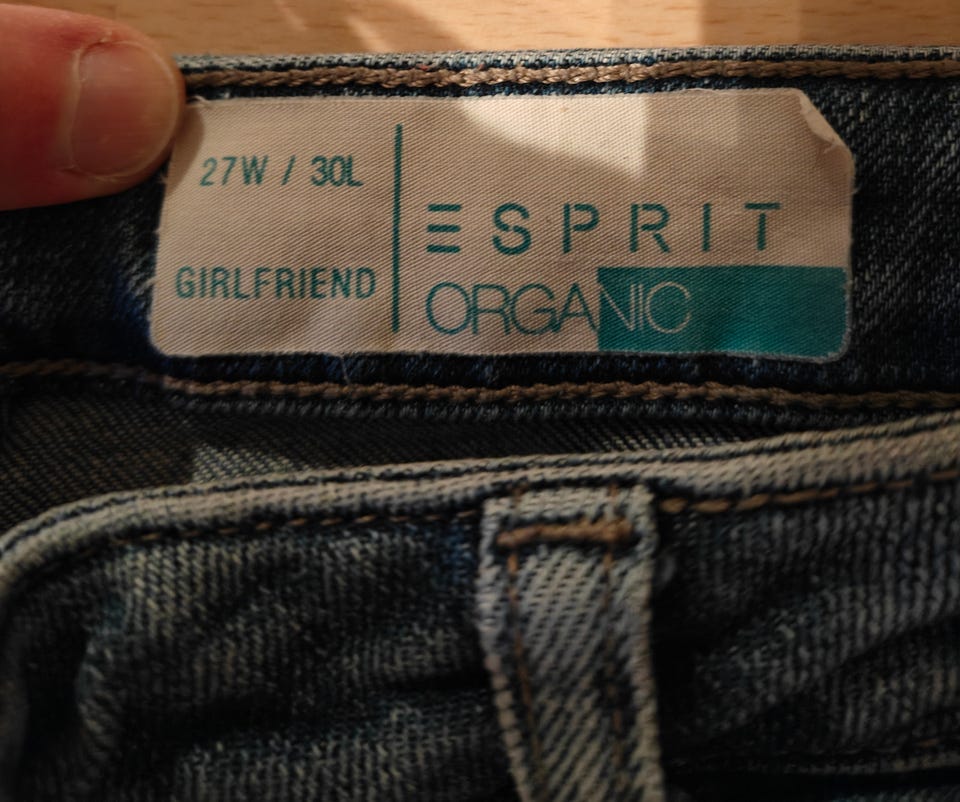 27W / 30L
GIRLFRIEND
ESPRIT
ORGANIC